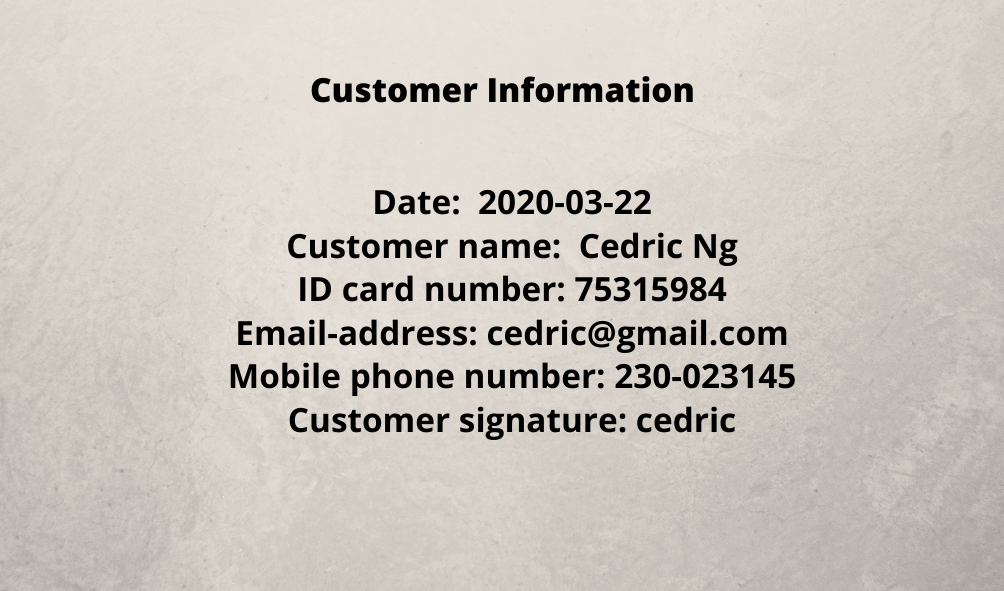 Customer Information
Date: 2020-03-22
Customer name: Cedric Ng
ID card number: 75315984
Email-address: cedric@gmail.com
Mobile phone number: 230-023145
Customer signature: cedric